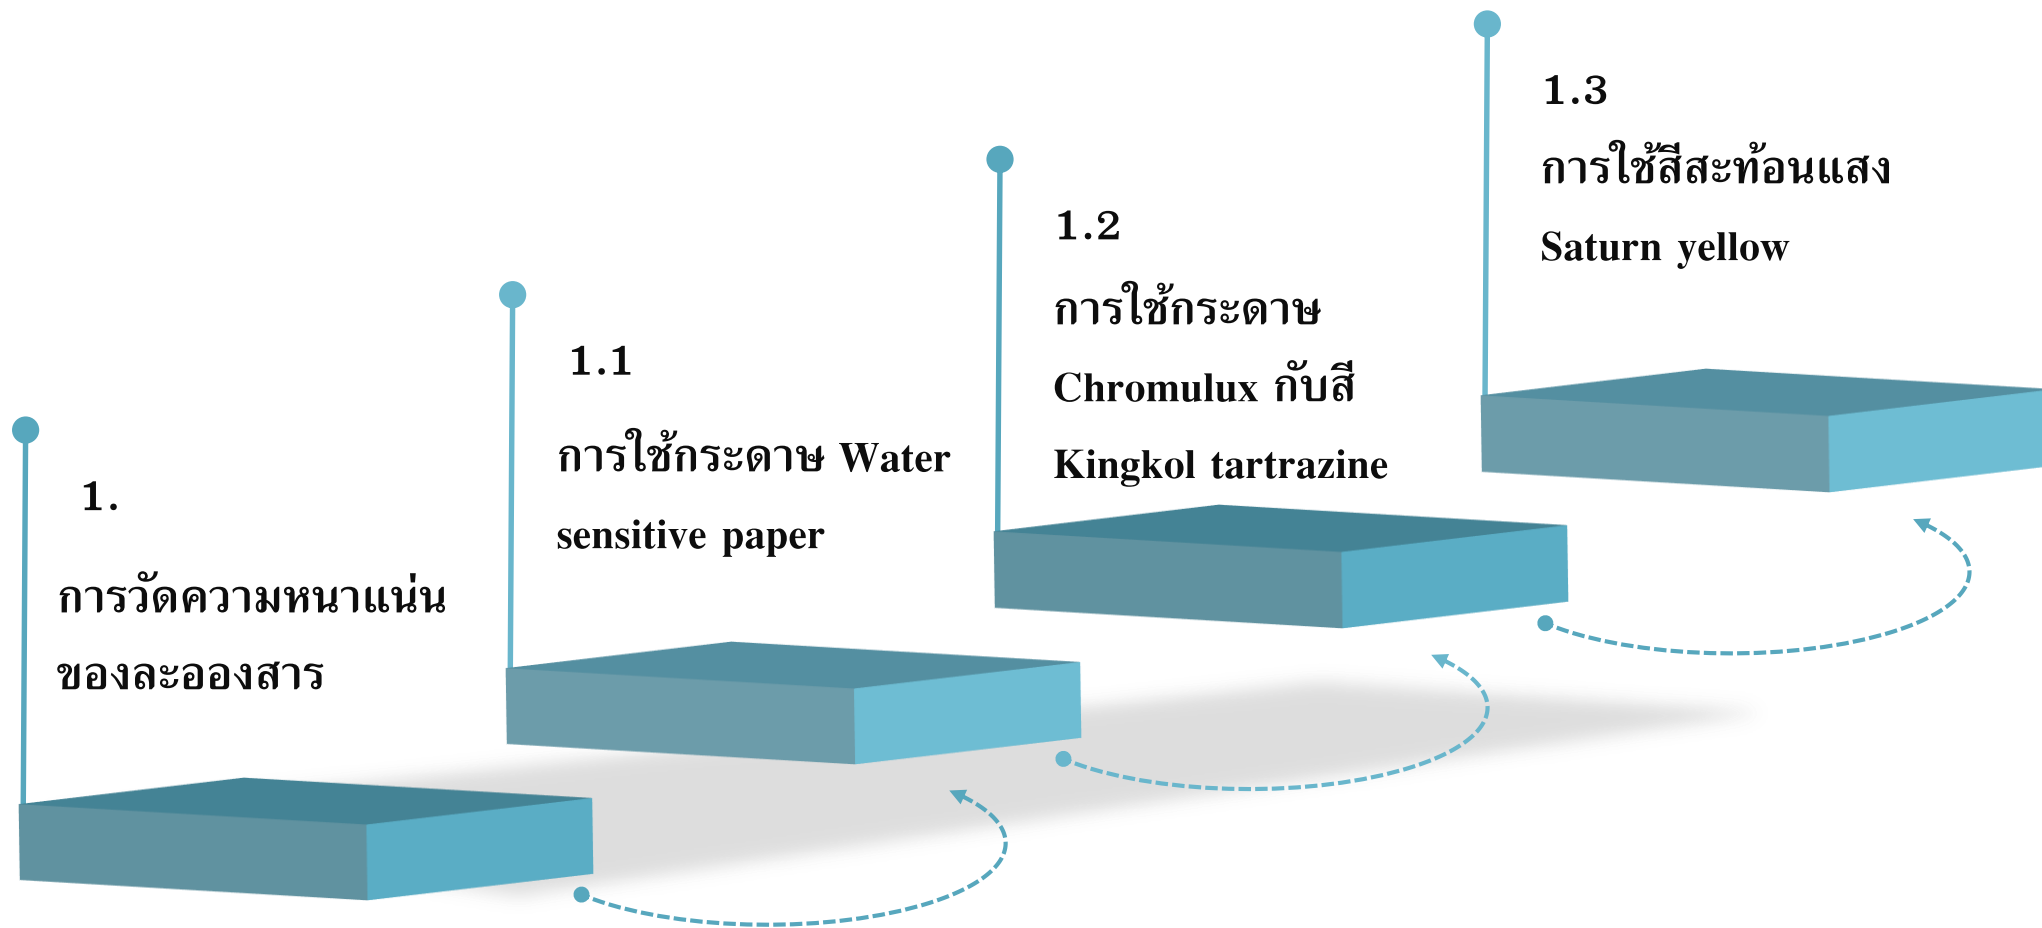 1.
การวัดความหนาแน่น
ของละอองสาร
1.1
การใช้กระดาษ Water
sensitive paper
1.2
การใช้กระดาษ
Chromulux กับสี
Kingkol tartrazine
1.3
การใช้สีสะท้อนแสง
Saturn yellow